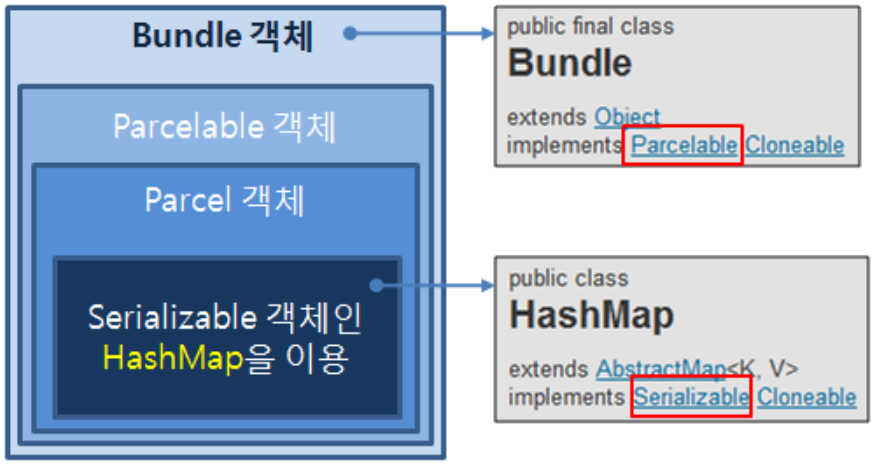 Bundle 객체
Parcelable 객체
Parcel 객체
Serializable 객체인
HashMap을 이용
public final class
Bundle
extends Object
implements Parcelable Cloneable
public class
HashMap
extends AbstractMap<K, V>
implements Serializable Cloneable